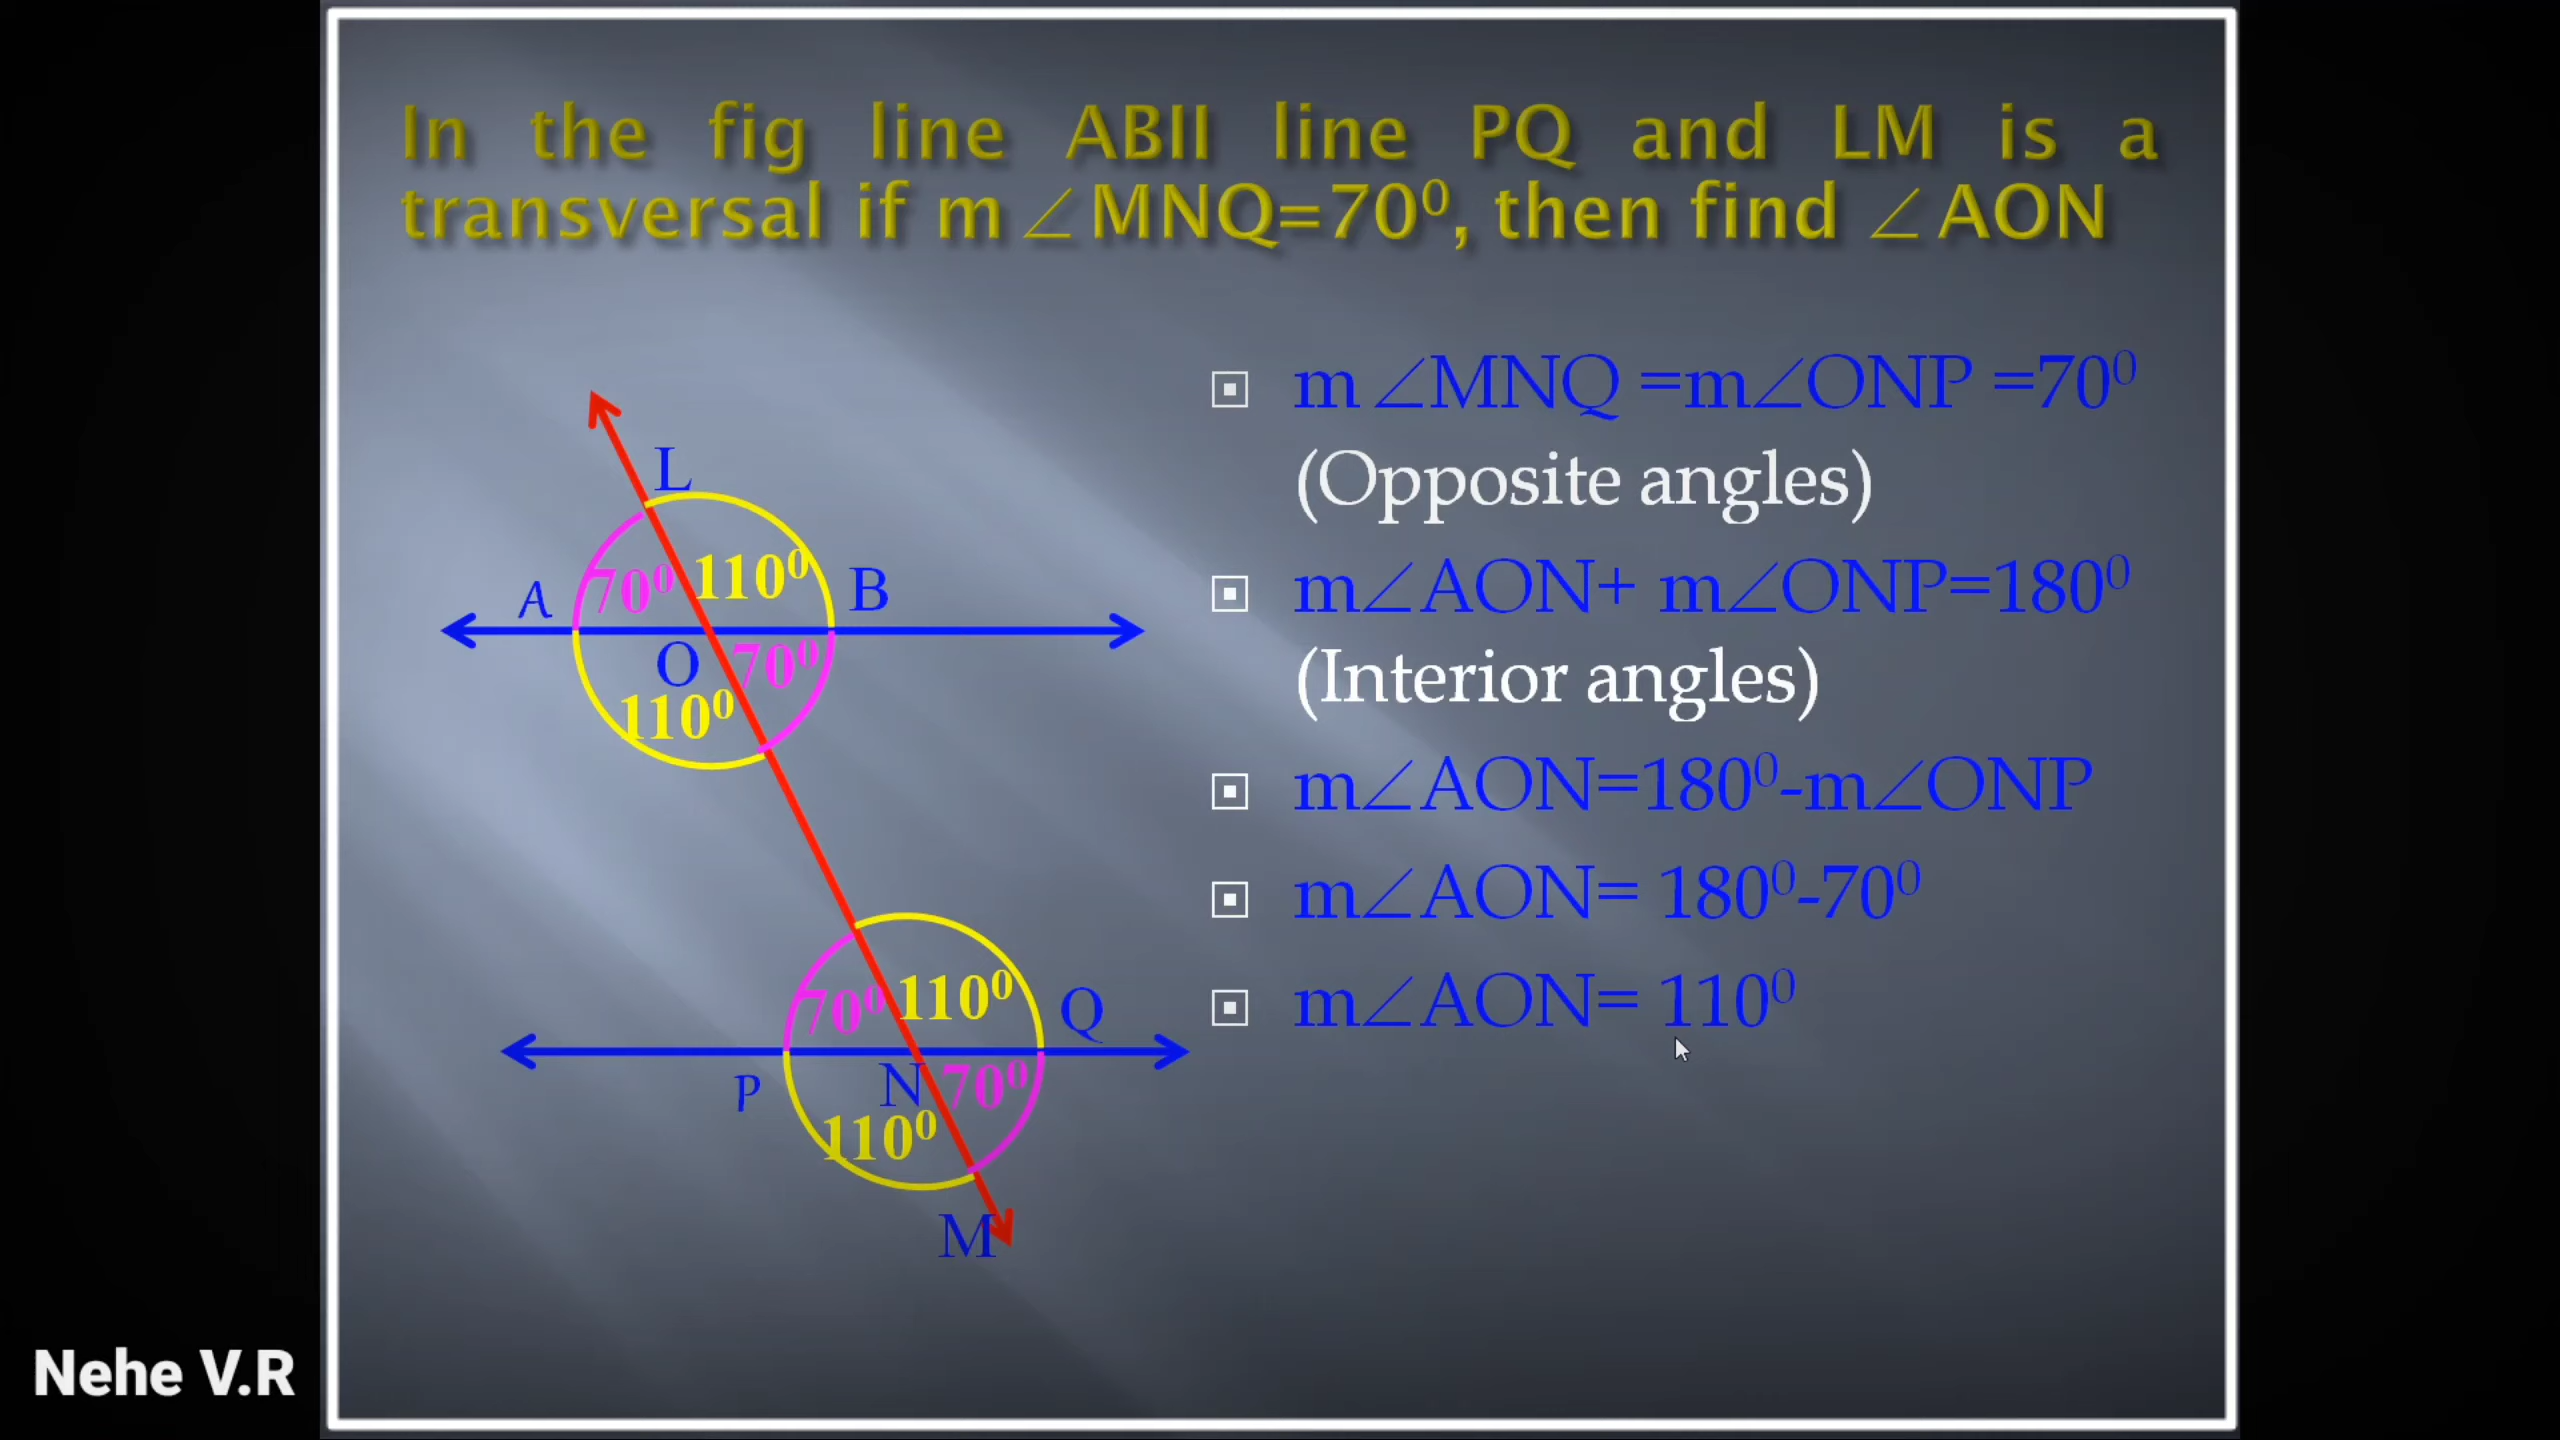 In the fig line ABII line PQ and LM is a
transversal if m∠MNQ=70⁰, then find ∠AON
m∠MNQ =m∠ONP =70⁰
(Opposite angles)
m∠AON+ m∠ONP=180⁰
(Interior angles)
m∠AON=180⁰-m∠ONP
m∠AON= 180⁰-70⁰
m∠AON= 110⁰
L
70⁰ 110⁰
A B
O 70⁰
110⁰
70⁰ 110⁰
Q
P N 70⁰
110⁰
M
Nehe V.R